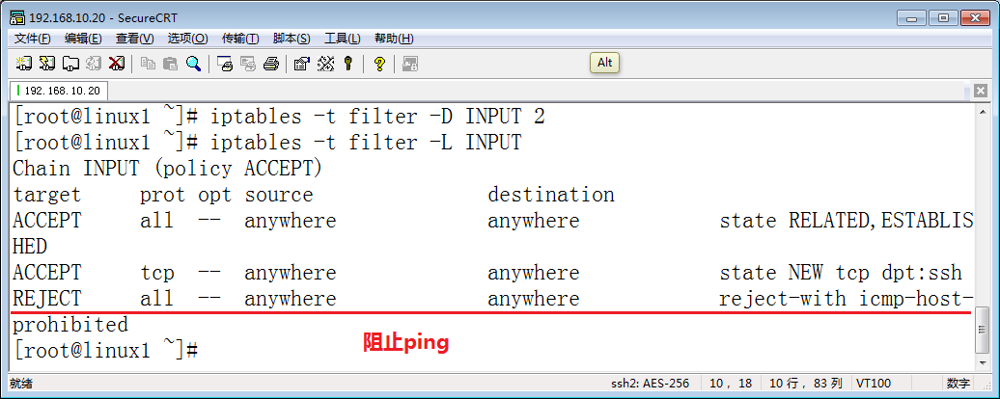 192.168.10.20 - SecureCRT
文件(F) 编辑(E) 查看(V) 选项(O) 传输(T) 脚本(S) 工具(L) 帮助(H)
Alt
192.168.10.20
[root@linux1 ~]# iptables -t filter -D INPUT 2
[root@linux1 ~]# iptables -t filter -L INPUT
Chain INPUT (policy ACCEPT)
target prot opt source destination
ACCEPT all -- anywhere anywhere state RELATED,ESTABLIS
HED
ACCEPT tcp -- anywhere anywhere state NEW tcp dpt:ssh
REJECT all -- anywhere anywhere reject-with icmp-host-
prohibited
[root@linux1 ~]#
阻止ping
就绪 ssh2: AES-256 10, 18 10 行, 83 列 VT100 数字